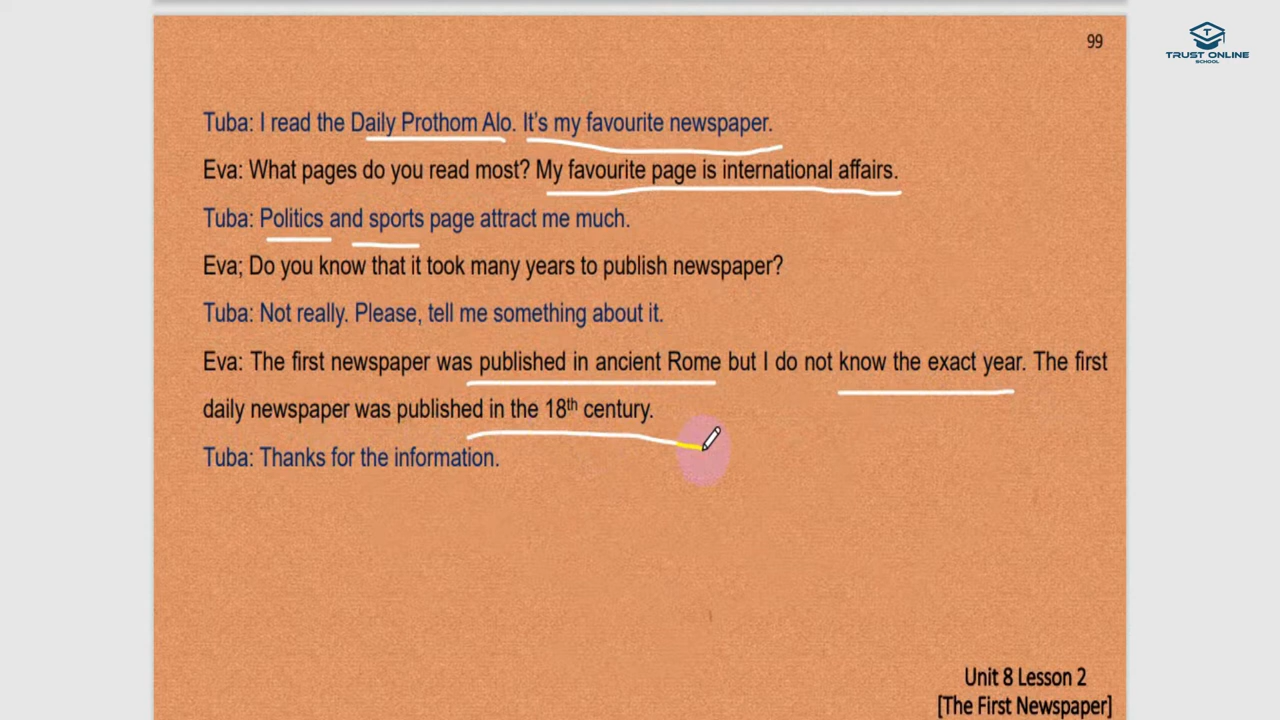 99
TRUST ONLINE
SCHOOL
Tuba: I read the Daily Prothom Alo. It’s my favourite newspaper.
Eva: What pages do you read most? My favourite page is international affairs.
Tuba: Politics and sports page attract me much.
Eva; Do you know that it took many years to publish newspaper?
Tuba: Not really. Please, tell me something about it.
Eva: The first newspaper was published in ancient Rome but I do not know the exact year. The first
daily newspaper was published in the 18th century.
Tuba: Thanks for the information.
Unit 8 Lesson 2
[The First Newspaper]